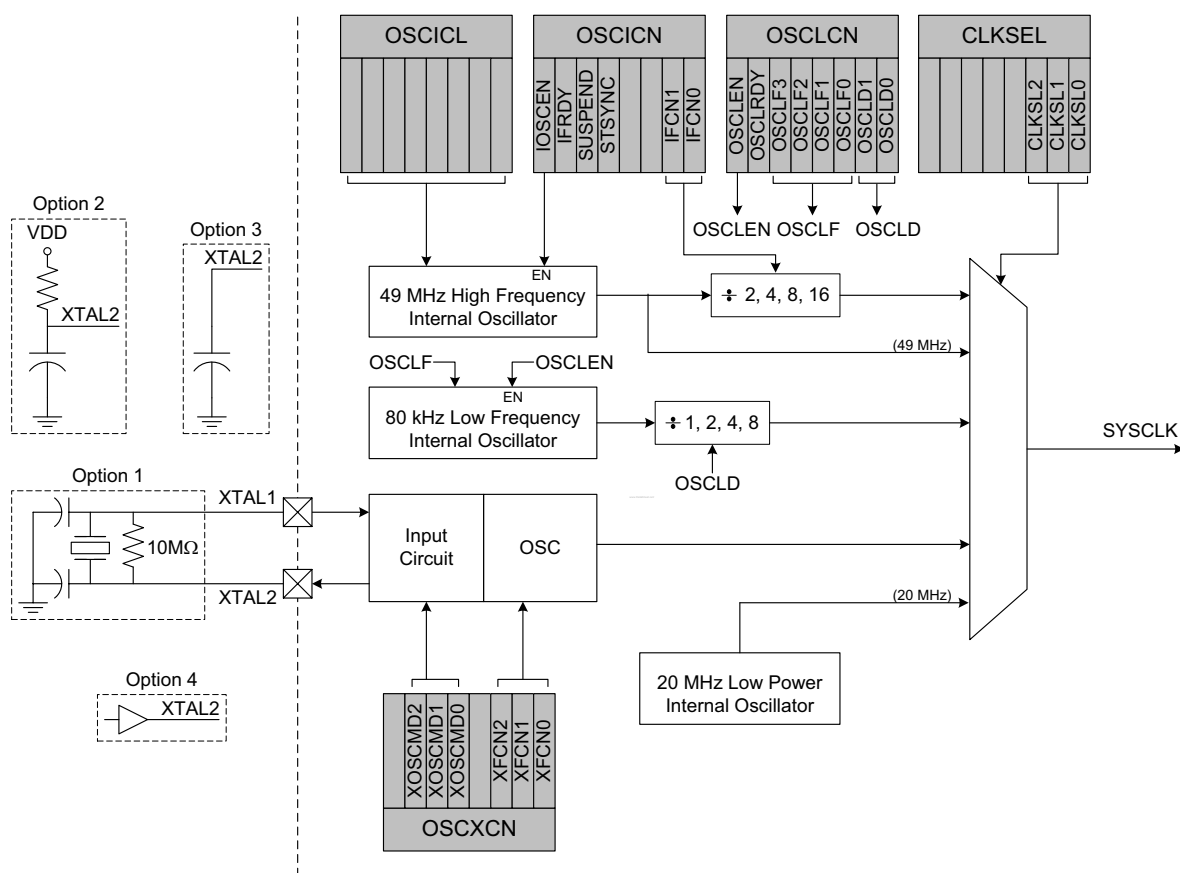 OSCICL
OSCICN
OSCLCN
CLKSEL
IOSCEN
IFRDY
SUSPEND
STSYNC
IFCN1
IFCN0
OSCLEN
OSCLRDY
OSCLF3
OSCLF2
OSCLF1
OSCLF0
OSCLD1
OSCLD0
CLKSL2
CLKSL1
CLKSL0
OSCLEN
OSCLF
OSCLD
Option 2
VDD
XTAL2
Option 3
XTAL2
EN
49 MHz High Frequency
Internal Oscillator
÷ 2, 4, 8, 16
(49 MHz)
OSCLF
OSCLEN
EN
80 kHz Low Frequency
Internal Oscillator
÷ 1, 2, 4, 8
OSCLD
SYSCLK
Option 1
10MΩ
XTAL1
XTAL2
Input
Circuit
OSC
(20 MHz)
20 MHz Low Power
Internal Oscillator
Option 4
XTAL2
XOSCMD2
XOSCMD1
XOSCMD0
XFCN2
XFCN1
XFCN0
OSCXCN